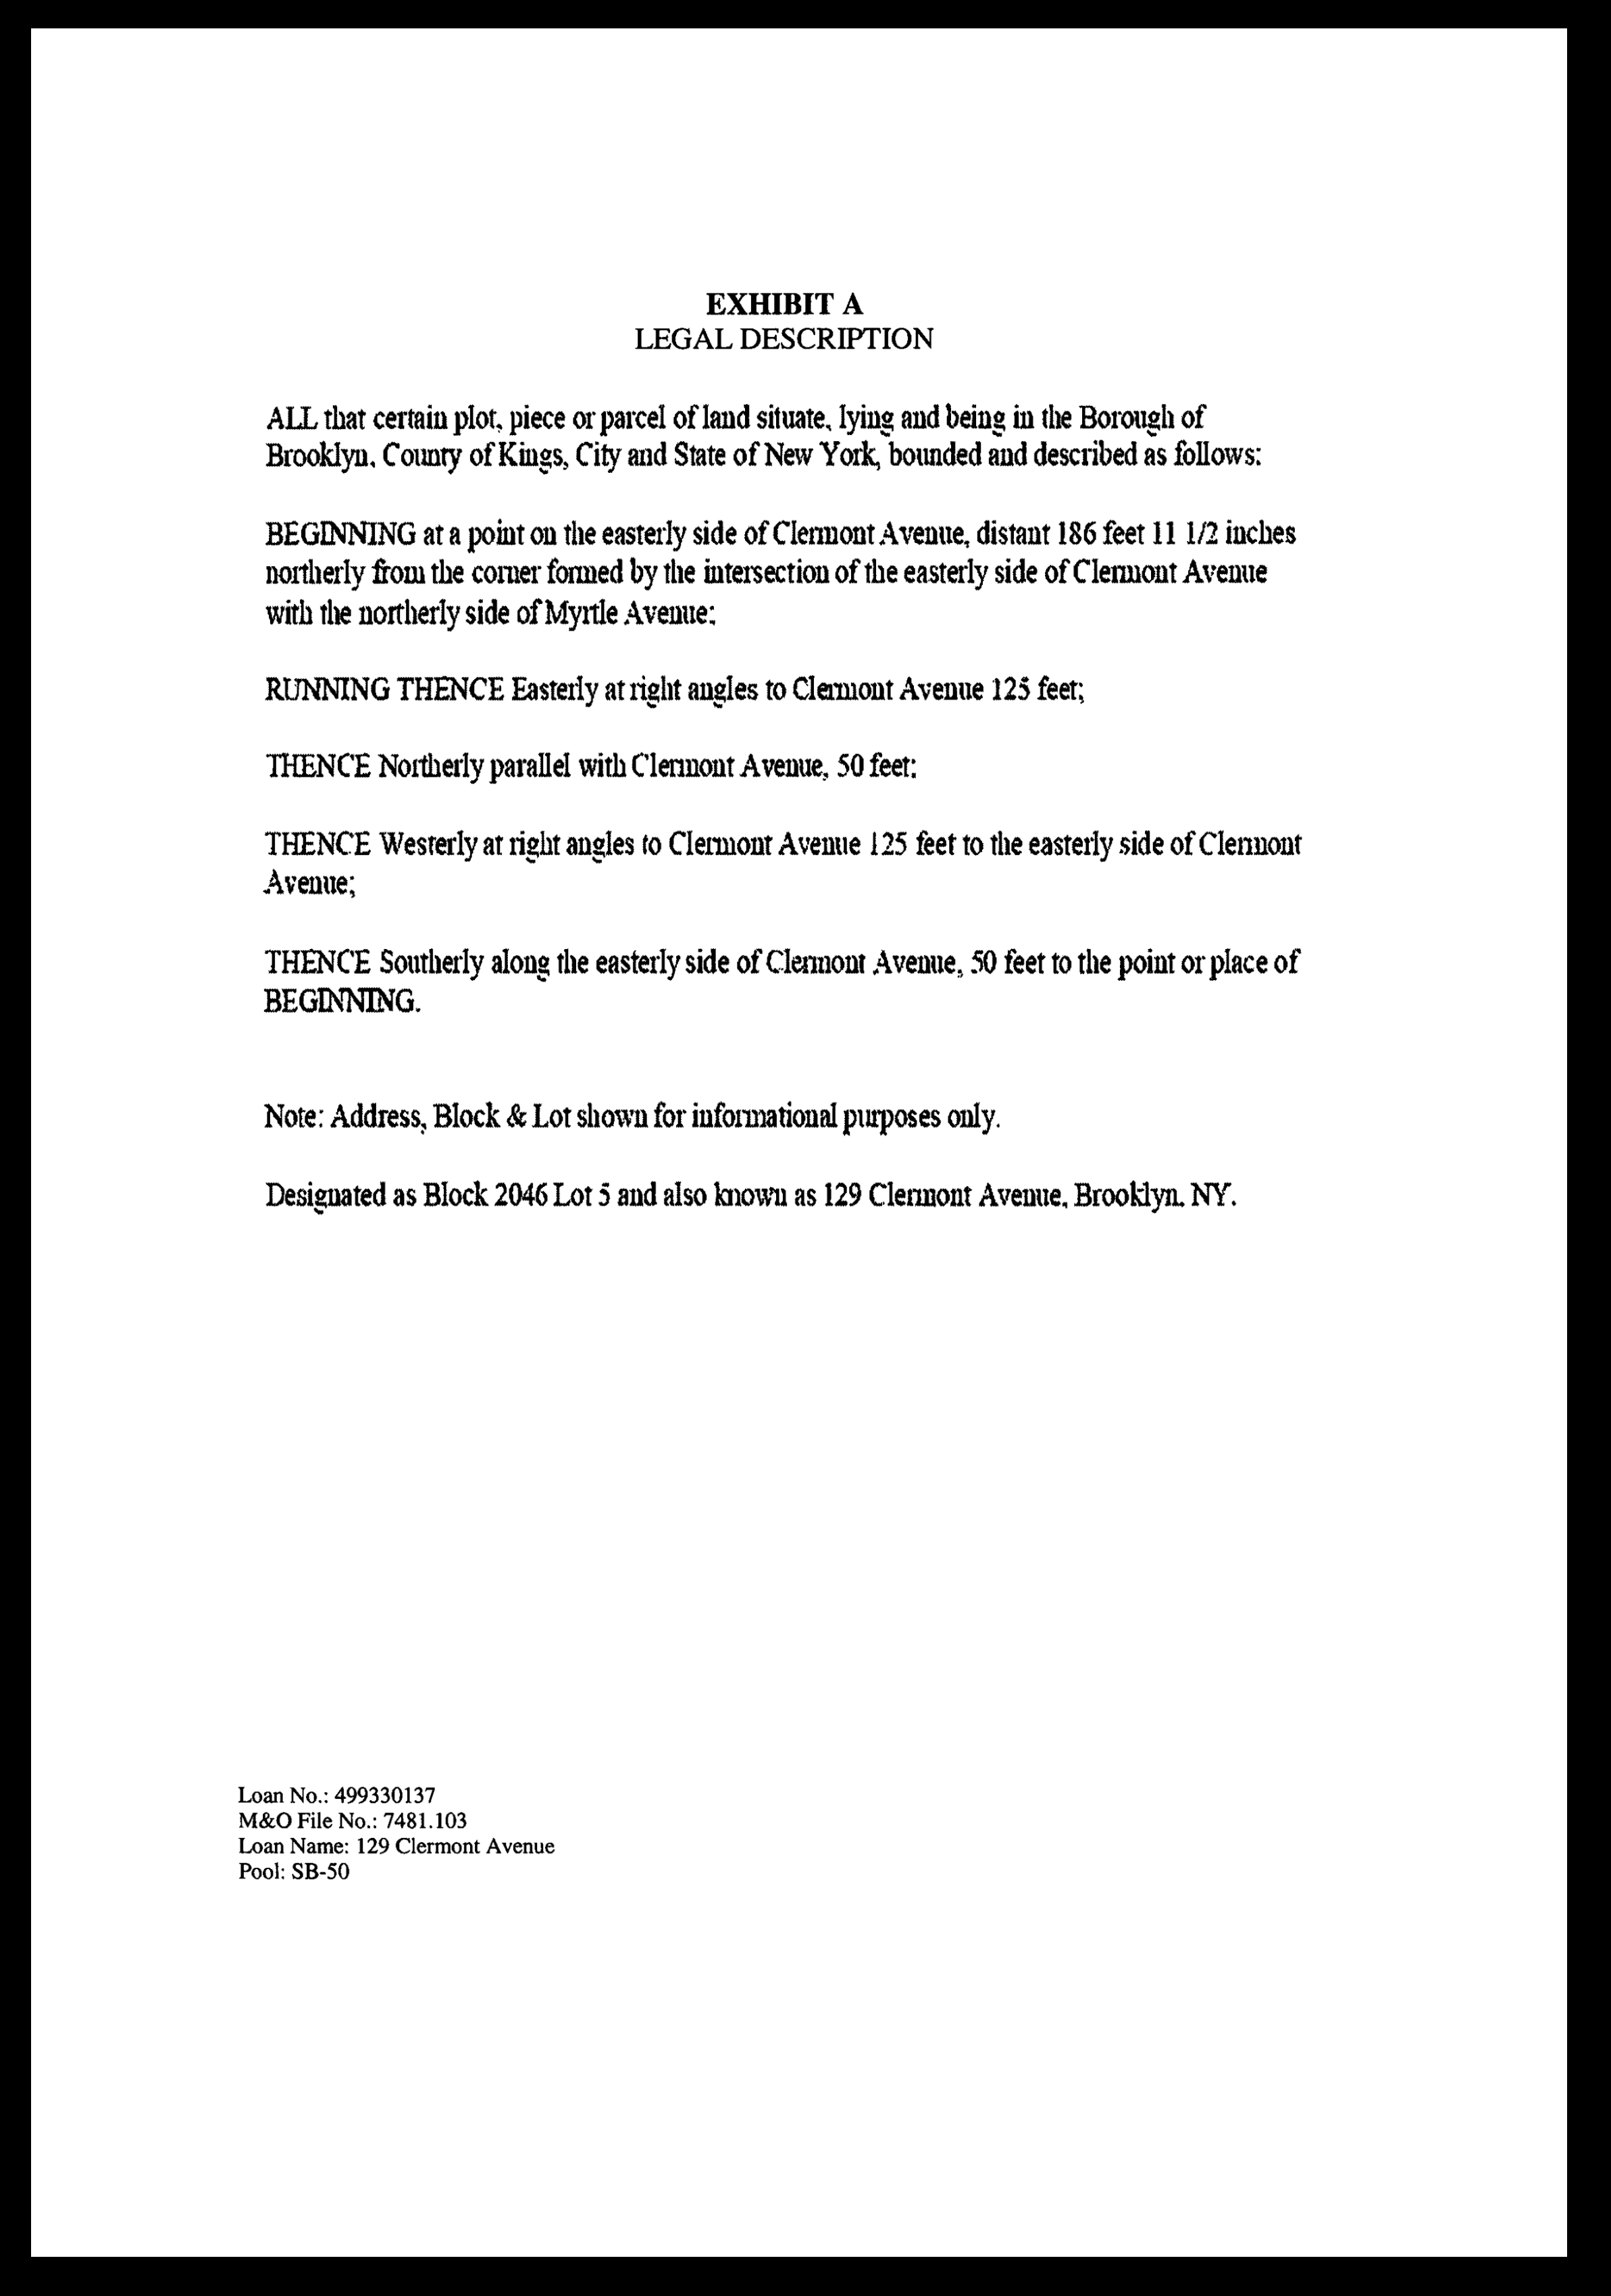 EXHIBIT A
LEGAL DESCRIPTION
ALL that certain plot, piece or parcel of land situate, lying and being in the Borough of
Brooklyn, County of Kings, City and State of New York, bounded and described as follows:
BEGINNING at a point on the easterly side of Clermont Avenue, distant 186 feet 11 1/2 inches
northerly from the corner formed by the intersection of the easterly side of Clermont Avenue
with the northerly side of Myrtle Avenue;
RUNNING THENCE Easterly at right angles to Clermont Avenue 125 feet;
THENCE Northerly parallel with Clermont Avenue, 50 feet;
THENCE Westerly at right angles to Clermont Avenue 125 feet to the easterly side of Clermont
Avenue;
THENCE Southerly along the easterly side of Clermont Avenue, 50 feet to the point or place of
BEGINNING.
Note: Address, Block & Lot shown for informational purposes only.
Designated as Block 2046 Lot 5 and also known as 129 Clermont Avenue, Brooklyn, NY.
Loan No.: 499330137
M&O File No.: 7481.103
Loan Name: 129 Clermont Avenue
Pool: SB-50